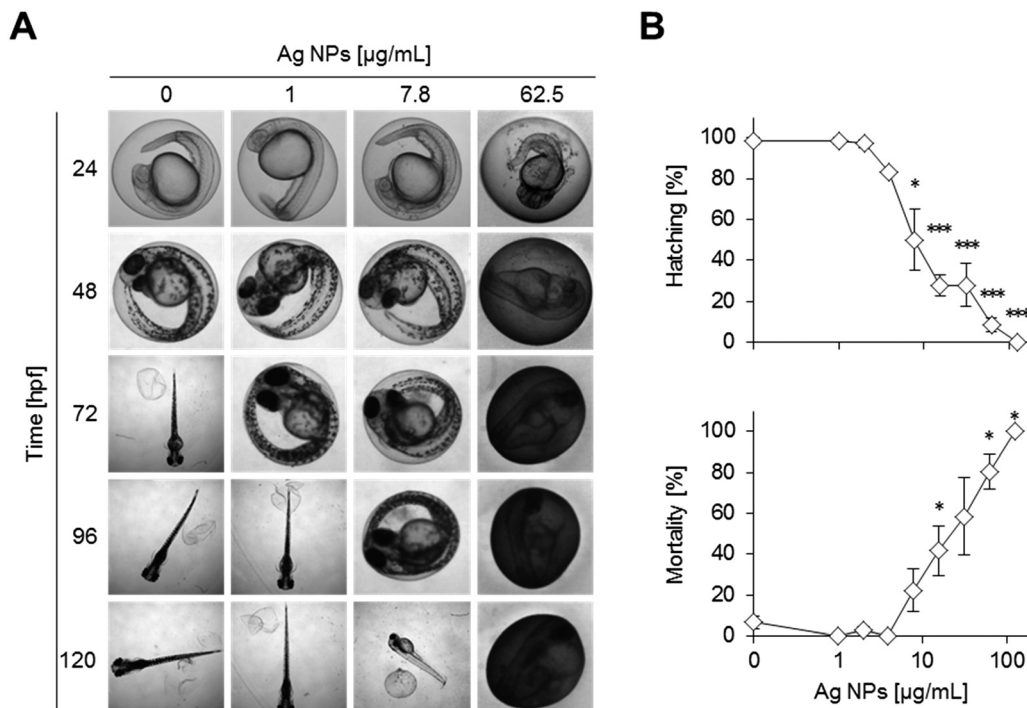 A
B
Ag NPs [µg/mL]
0 1 7.8 62.5
Time [hpf]
24
48
72
96
120
Hatching [%]
100
80
60
40
20
0
* *** *** *** ***
Mortality [%]
100
80
60
40
20
0
* * *
0 1 10 100
Ag NPs [µg/mL]